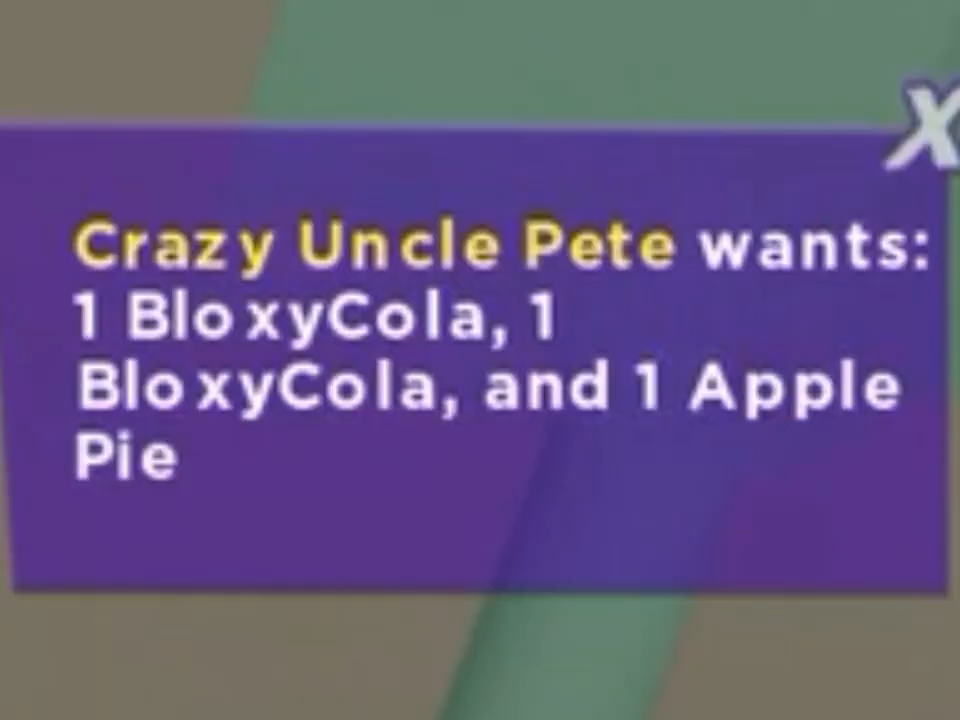 X
Crazy Uncle Pete wants:
1 BloxyCola, 1
BloxyCola, and 1 Apple
Pie